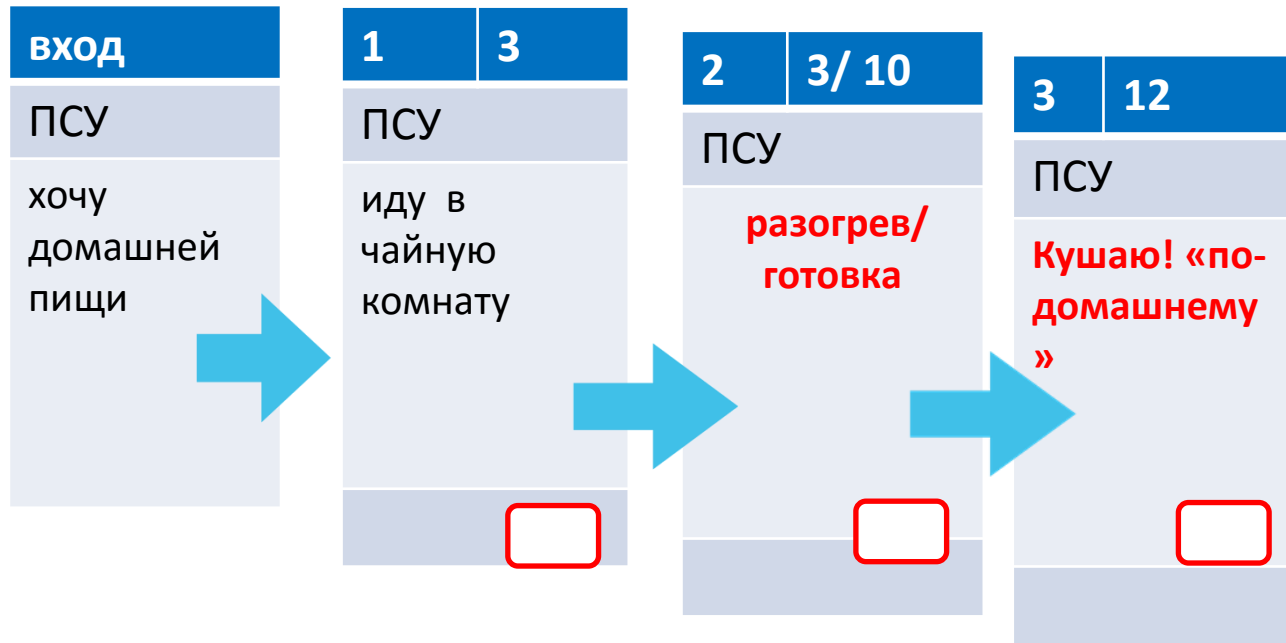 вход
ПСУ
хочу
домашней
пищи
1 3
ПСУ
иду в
чайную
комнату
2 3/ 10
ПСУ
разогрев/
готовка
3 12
ПСУ
Кушаю! «по-
домашнему
»